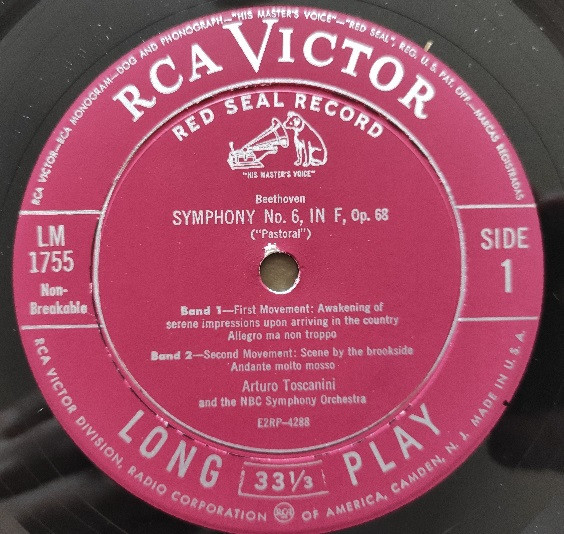 RCA VICTOR—RCA MONOGRAM—DOG AND PHONOGRAPH—"HIS MASTER'S VOICE"—"RED SEAL", REG. U.S. PAT. OFF.—MARCAS REGISTRADAS
RCA VICTOR
RED SEAL RECORD
"HIS MASTER'S VOICE"
Beethoven
SYMPHONY No. 6, IN F, Op. 68
("Pastoral")
LM
1755
Non-
Breakable
SIDE
1
Band 1—First Movement: Awakening of
serene impressions upon arriving in the country
Allegro ma non troppo
Band 2—Second Movement: Scene by the brookside
Andante molto mosso
Arturo Toscanini
and the NBC Symphony Orchestra
E2RP-4288
LONG 33 1/3 PLAY
RCA VICTOR DIVISION, RADIO CORPORATION RCA OF AMERICA, CAMDEN, N. J. MADE IN U.S.A.